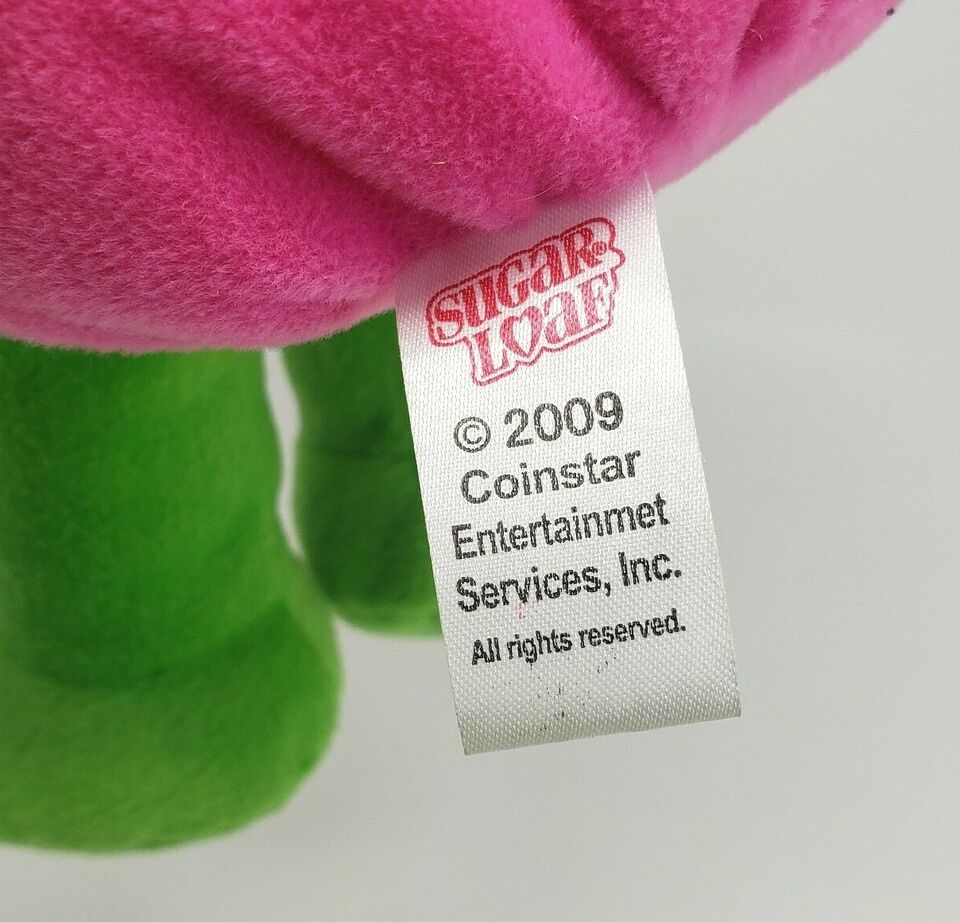 SUGAR®
LOAF
© 2009
Coinstar
Entertainmet
Services, Inc.
All rights reserved.